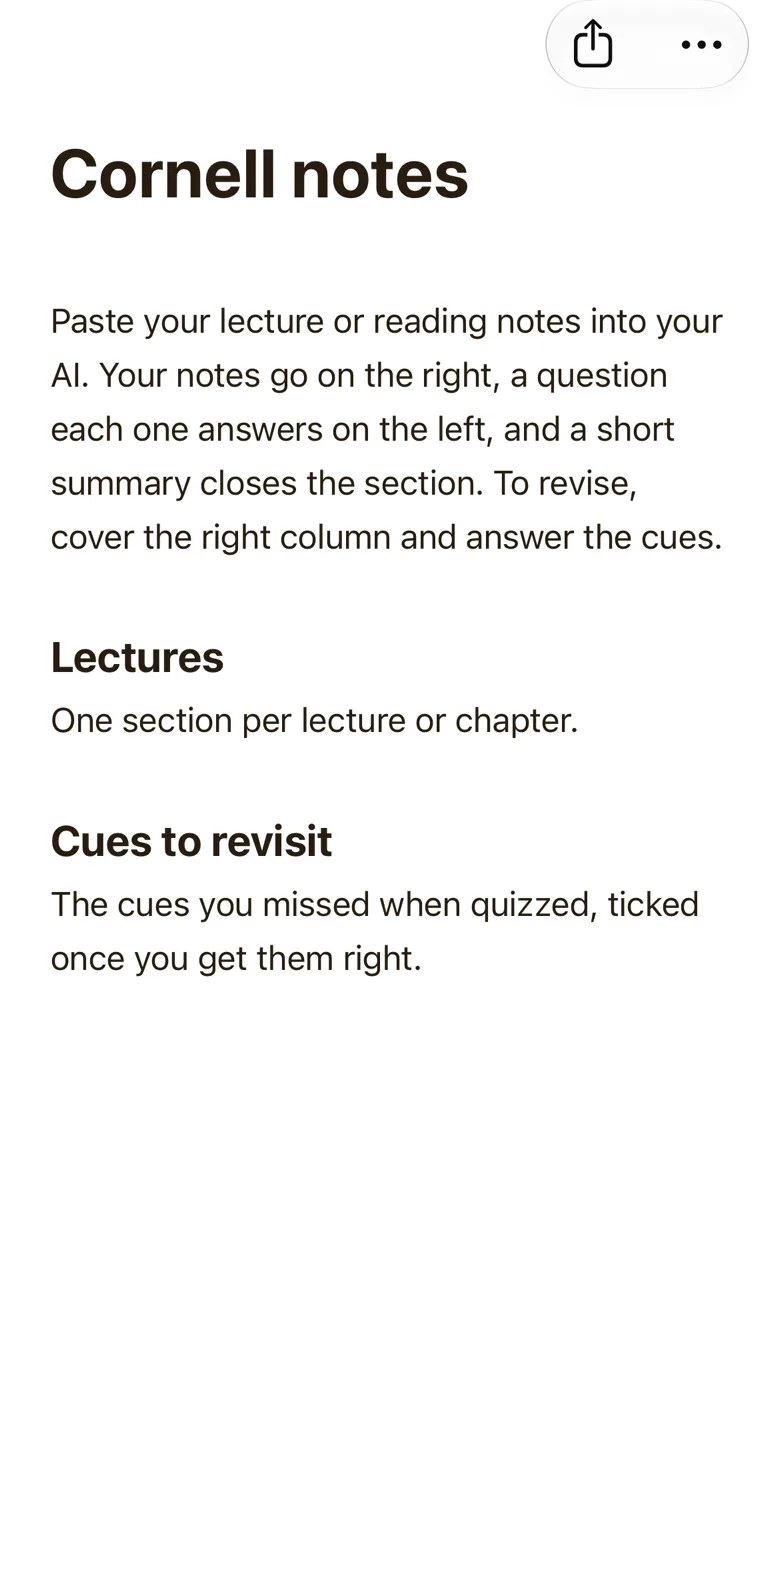 Cornell notes
Paste your lecture or reading notes into your
AI. Your notes go on the right, a question
each one answers on the left, and a short
summary closes the section. To revise,
cover the right column and answer the cues.
Lectures
One section per lecture or chapter.
Cues to revisit
The cues you missed when quizzed, ticked
once you get them right.